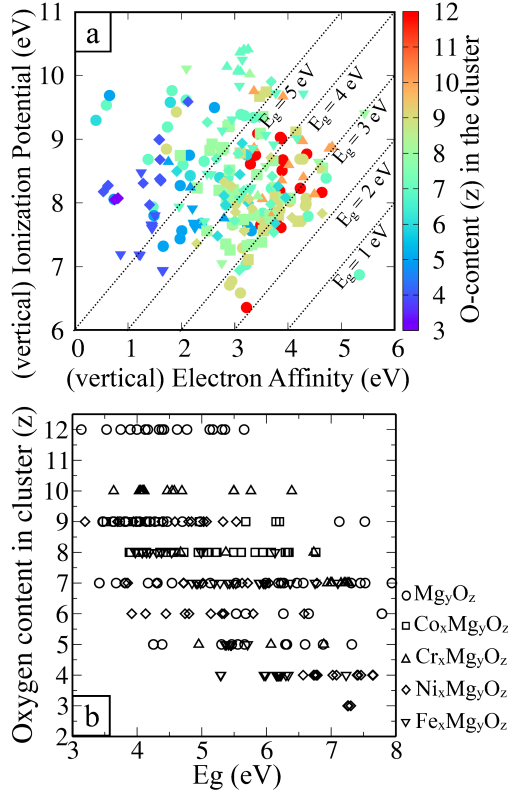 a
(vertical) Ionization Potential (eV)
11
10
9
8
7
6
0
1
2
3
4
5
6
(vertical) Electron Affinity (eV)
Eg= 5 eV
Eg= 4 eV
Eg= 3 eV
Eg= 2 eV
Eg= 1 eV
12
11
10
9
8
7
6
5
4
3
O-content (z) in the cluster
b
Oxygen content in cluster (z)
12
11
10
9
8
7
6
5
4
3
2
3
4
5
6
7
8
Eg (eV)
MgyOz
CoxMgyOz
CrxMgyOz
NixMgyOz
FexMgyOz